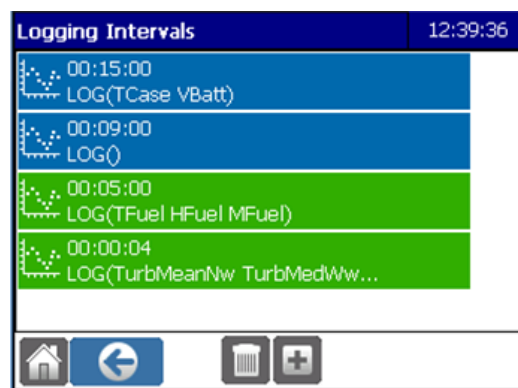 Logging Intervals
12:39:36
00:15:00
LOG(TCase VBatt)
00:09:00
LOG()
00:05:00
LOG(TFuel HFuel MFuel)
00:00:04
LOG(TurbMeanNw TurbMedWw...